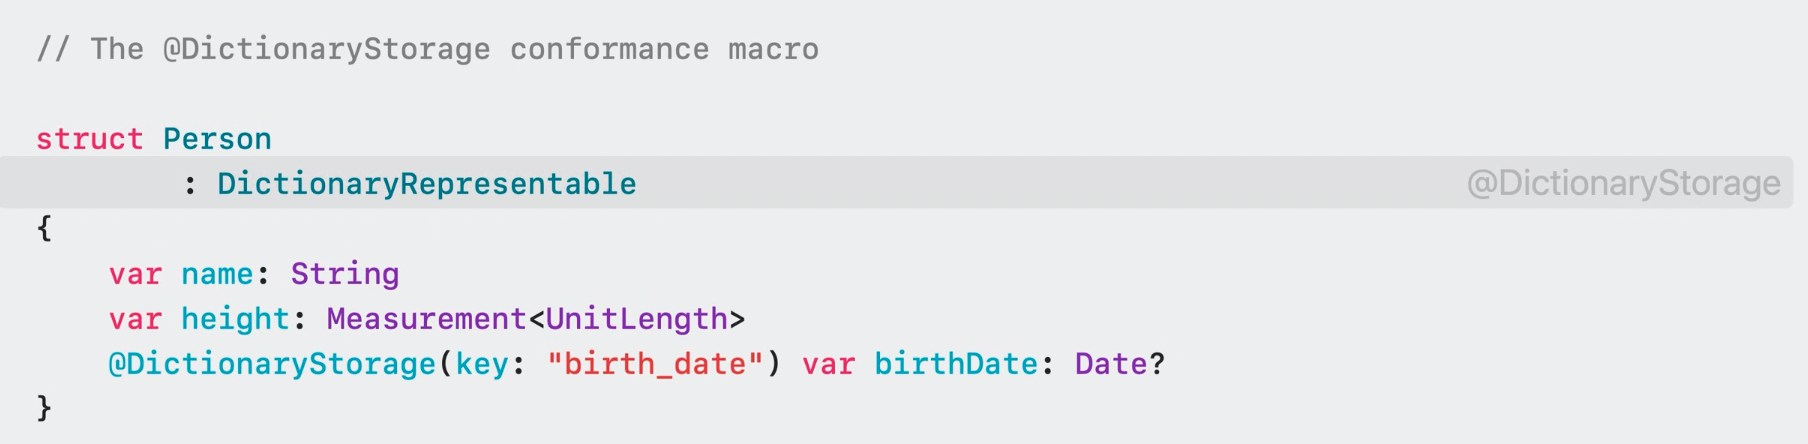 // The @DictionaryStorage conformance macro
struct Person
: DictionaryRepresentable @DictionaryStorage
{
var name: String
var height: Measurement<UnitLength>
@DictionaryStorage(key: "birth_date") var birthDate: Date?
}